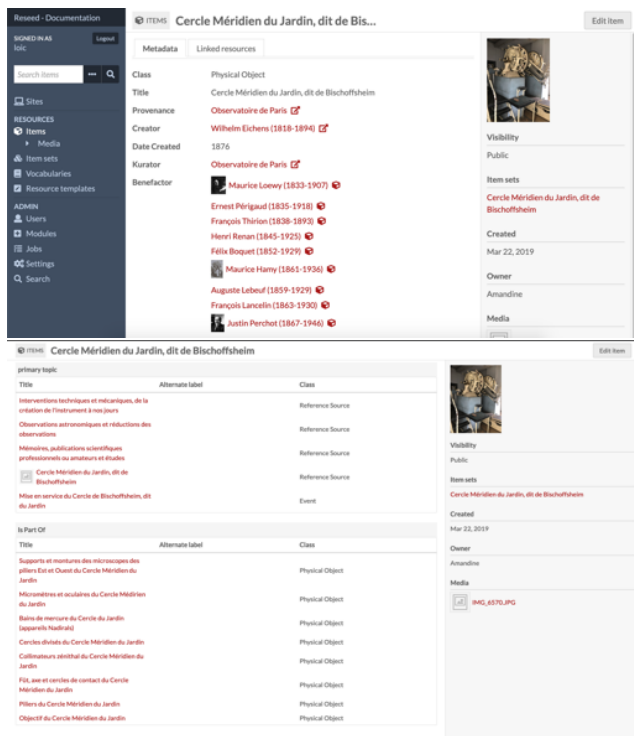 Reseed - Documentation
SIGNED IN AS
loic
Logout
Search items
Sites
RESOURCES
Items
Media
Item sets
Vocabularies
Resource templates
ADMIN
Users
Modules
Jobs
Settings
Search
ITEMS Cercle Méridien du Jardin, dit de Bis...
Edit item
Metadata Linked resources
Class Physical Object
Title Cercle Méridien du Jardin, dit de Bischoffsheim
Provenance Observatoire de Paris
Creator Wilhelm Eichens (1818-1894)
Date Created 1876
Kurator Observatoire de Paris
Benefactor Maurice Loewy (1833-1907)
Ernest Périgaud (1835-1918)
François Thirion (1838-1893)
Henri Renan (1845-1925)
Félix Boquet (1852-1929)
Maurice Hamy (1861-1936)
Auguste Lebeuf (1859-1929)
François Lancelin (1863-1930)
Justin Perchot (1867-1946)
Visibility
Public
Item sets
Cercle Méridien du Jardin, dit de
Bischoffsheim
Created
Mar 22, 2019
Owner
Amandine
Media
ITEMS Cercle Méridien du Jardin, dit de Bischoffsheim
Edit item
primary topic
Title Alternate label Class
Interventions techniques et mécaniques, de la
création de l'instrument à nos jours
Reference Source
Observations astronomiques et réductions des
observations
Reference Source
Mémoires, publications scientifiques
professionnels ou amateurs et études
Reference Source
Cercle Méridien du Jardin, dit de
Bischoffsheim
Reference Source
Mise en service du Cercle de Bischoffsheim, dit
du Jardin
Event
Is Part Of
Title Alternate label Class
Supports et montures des microscopes des
piliers Est et Ouest du Cercle Méridien du
Jardin
Physical Object
Micromètres et oculaires du Cercle Médirien
du Jardin
Physical Object
Bains de mercure du Cercle du Jardin
(appareils Nadirals)
Physical Object
Cercles divisés du Cercle Méridien du Jardin Physical Object
Collimateurs zénithal du Cercle Méridien du
Jardin
Physical Object
Fût, axe et cercles de contact du Cercle
Méridien du Jardin
Physical Object
Piliers du Cercle Méridien du Jardin Physical Object
Objectif du Cercle Méridien du Jardin Physical Object
Visibility
Public
Item sets
Cercle Méridien du Jardin, dit de Bischoffsheim
Created
Mar 22, 2019
Owner
Amandine
Media
IMG_6570.JPG